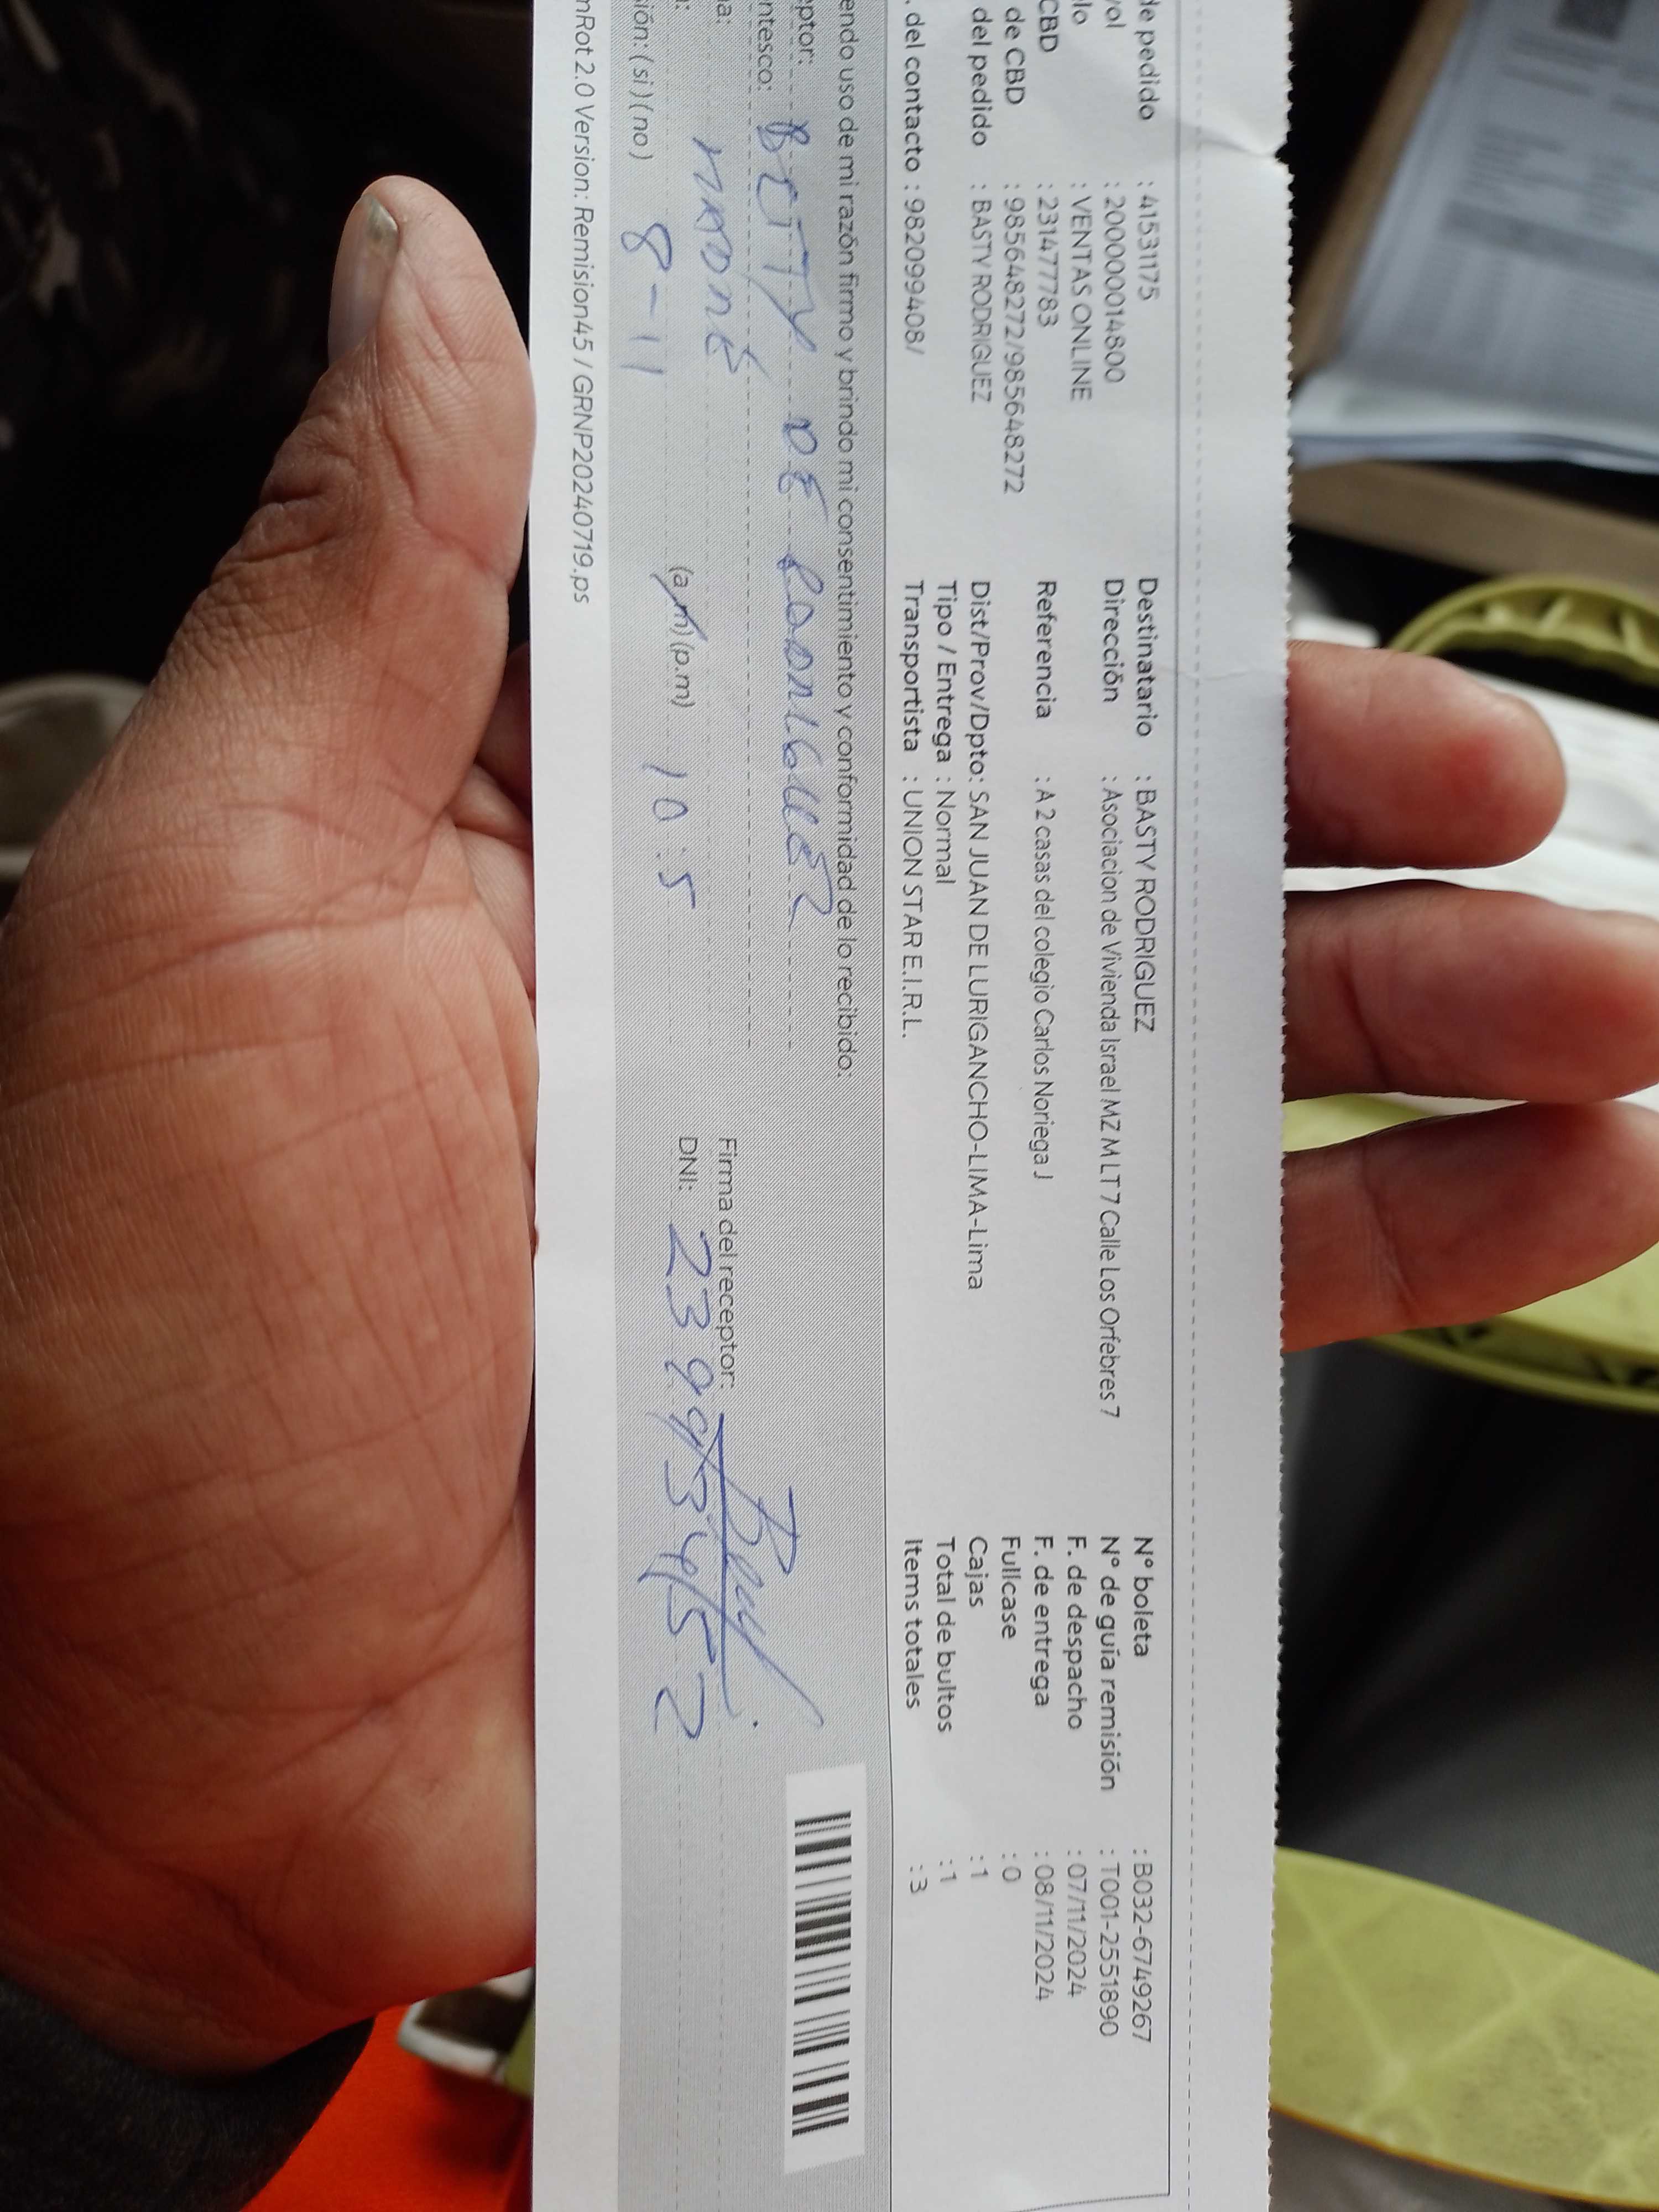 de pedido : 41531175
rol : 20000014800
lo : VENTAS ONLINE
CBD : 231477783
de CBD : 985648272/985648272
del pedido : BASTY RODRIGUEZ
. del contacto : 982099408/
Destinatario : BASTY RODRIGUEZ
Dirección : Asociacion de Vivienda Israel MZ M LT 7 Calle Los Orfebres 7
Referencia : A 2 casas del colegio Carlos Noriega J
Dist/Prov/Dpto: SAN JUAN DE LURIGANCHO-LIMA-Lima
Tipo / Entrega : Normal
Transportista : UNION STAR E.I.R.L.
N° boleta : B032-6749267
N° de guía remisión : T001-2551890
F. de despacho : 07/11/2024
F. de entrega : 08/11/2024
Fullcase : 0
Cajas : 1
Total de bultos : 1
Items totales : 3
endo uso de mi razón firmo y brindo mi consentimiento y conformidad de lo recibido:
eptor: BETTY DE RODRIGUEZ
ntesco: MADRE
a: 8-11
: (a.m) (p.m) 10:5
sión: (si) (no)
Firma del receptor:
DNI:
nRot 2.0 Version: Remision45 / GRNP20240719.ps